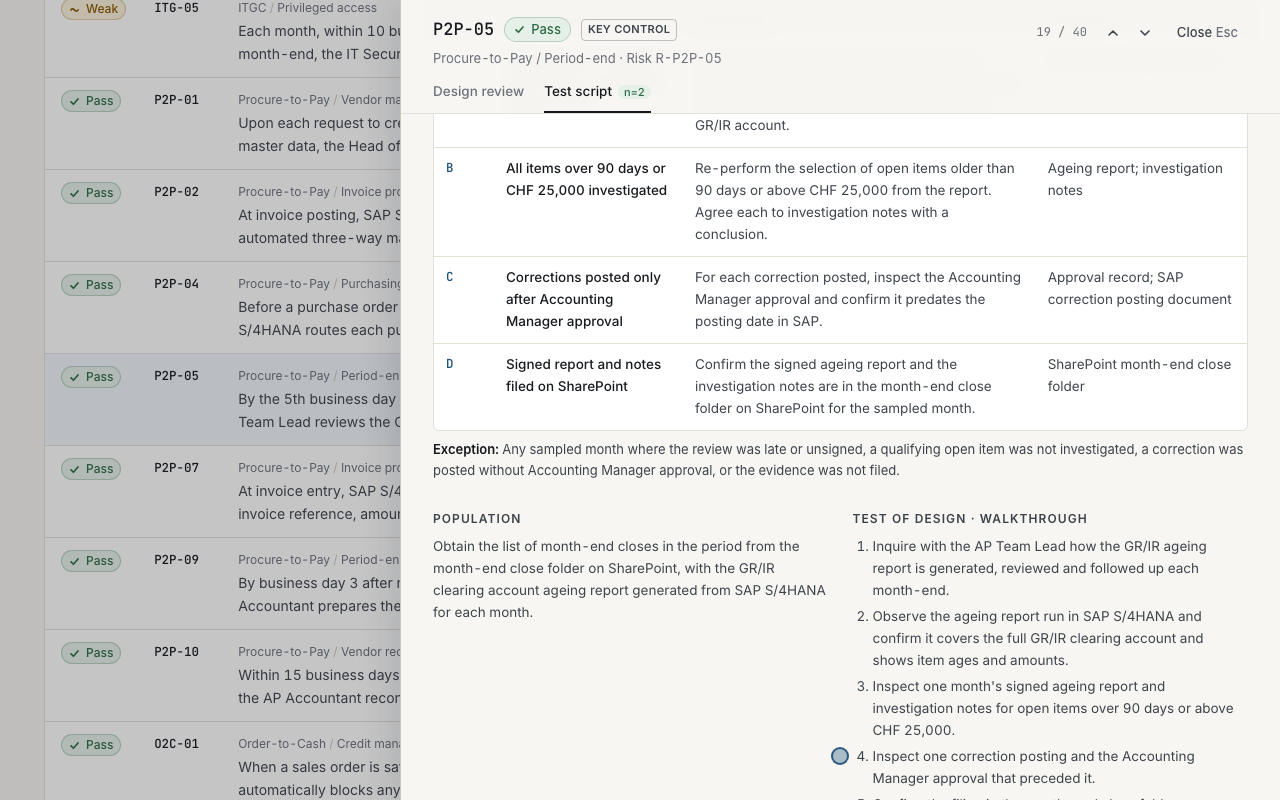 Weak ITG-05 ITGC / Privileged access
Each month, within 10 bu
month-end, the IT Secur
Pass P2P-01 Procure-to-Pay / Vendor ma
Upon each request to cre
master data, the Head of
Pass P2P-02 Procure-to-Pay / Invoice pro
At invoice posting, SAP S
automated three-way ma
Pass P2P-04 Procure-to-Pay / Purchasing
Before a purchase order
S/4HANA routes each pu
Pass P2P-05 Procure-to-Pay / Period-en
By the 5th business day
Team Lead reviews the G
Pass P2P-07 Procure-to-Pay / Invoice pro
At invoice entry, SAP S/4
invoice reference, amour
Pass P2P-09 Procure-to-Pay / Period-en
By business day 3 after r
Accountant prepares the
Pass P2P-10 Procure-to-Pay / Vendor rec
Within 15 business days
the AP Accountant recor
Pass O2C-01 Order-to-Cash / Credit mana
When a sales order is sav
automatically blocks any
P2P-05 Pass KEY CONTROL 19 / 40 Close Esc
Procure-to-Pay / Period-end · Risk R-P2P-05
Design review Test script n=2
GR/IR account.
B All items over 90 days or CHF 25,000 investigated
Re-perform the selection of open items older than
90 days or above CHF 25,000 from the report.
Agree each to investigation notes with a
conclusion.
Ageing report; investigation
notes
C Corrections posted only
after Accounting
Manager approval
For each correction posted, inspect the Accounting
Manager approval and confirm it predates the
posting date in SAP.
Approval record; SAP
correction posting document
D Signed report and notes
filed on SharePoint
Confirm the signed ageing report and the
investigation notes are in the month-end close
folder on SharePoint for the sampled month.
SharePoint month-end close
folder
Exception: Any sampled month where the review was late or unsigned, a qualifying open item was not investigated, a correction was
posted without Accounting Manager approval, or the evidence was not filed.
POPULATION
Obtain the list of month-end closes in the period from the
month-end close folder on SharePoint, with the GR/IR
clearing account ageing report generated from SAP S/4HANA
for each month.
TEST OF DESIGN · WALKTHROUGH
1. Inquire with the AP Team Lead how the GR/IR ageing
report is generated, reviewed and followed up each
month-end.
2. Observe the ageing report run in SAP S/4HANA and
confirm it covers the full GR/IR clearing account and
shows item ages and amounts.
3. Inspect one month's signed ageing report and
investigation notes for open items over 90 days or above
CHF 25,000.
4. Inspect one correction posting and the Accounting
Manager approval that preceded it.